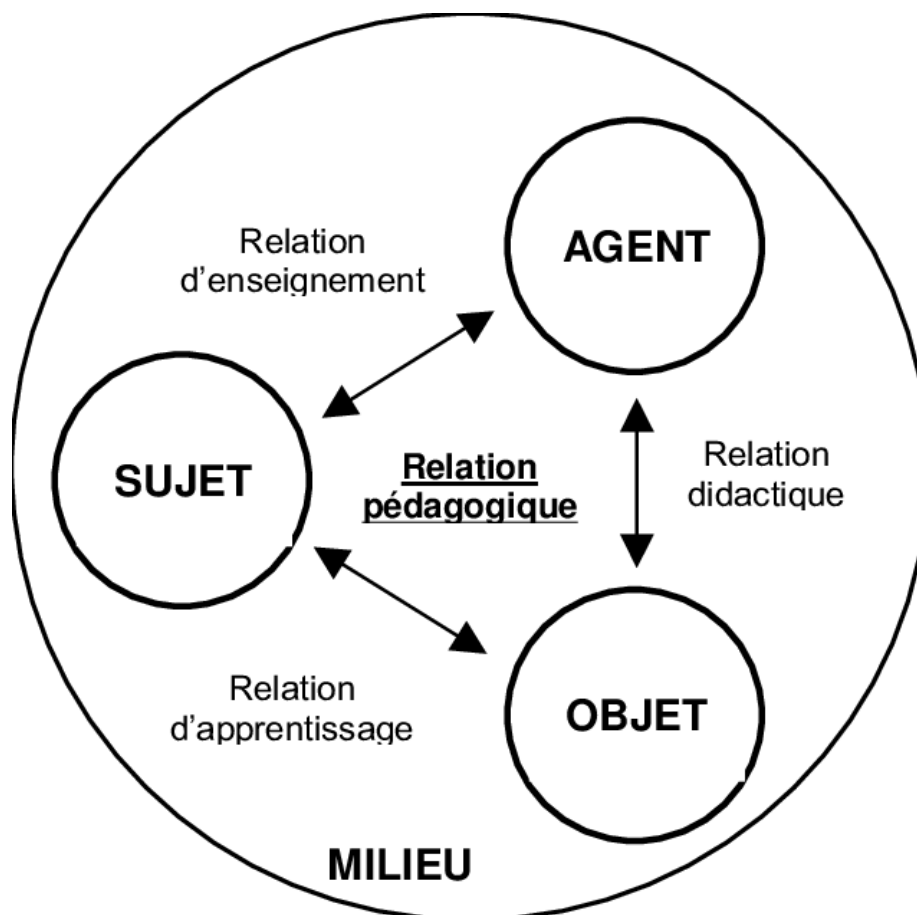 Relation
d'enseignement
AGENT
SUJET
Relation
pédagogique
Relation
didactique
Relation
d'apprentissage
OBJET
MILIEU